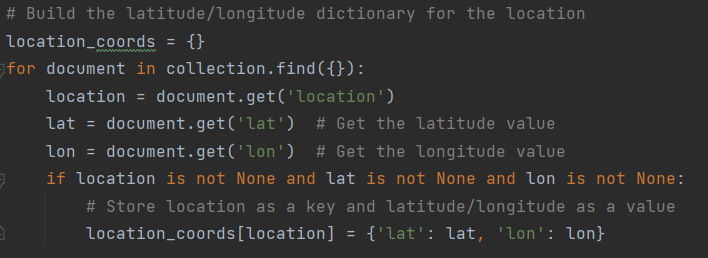 # Build the latitude/longitude dictionary for the location
location_coords = {}
for document in collection.find({}):
    location = document.get('location')
    lat = document.get('lat')  # Get the latitude value
    lon = document.get('lon')  # Get the longitude value
    if location is not None and lat is not None and lon is not None:
        # Store location as a key and latitude/longitude as a value
        location_coords[location] = {'lat': lat, 'lon': lon}